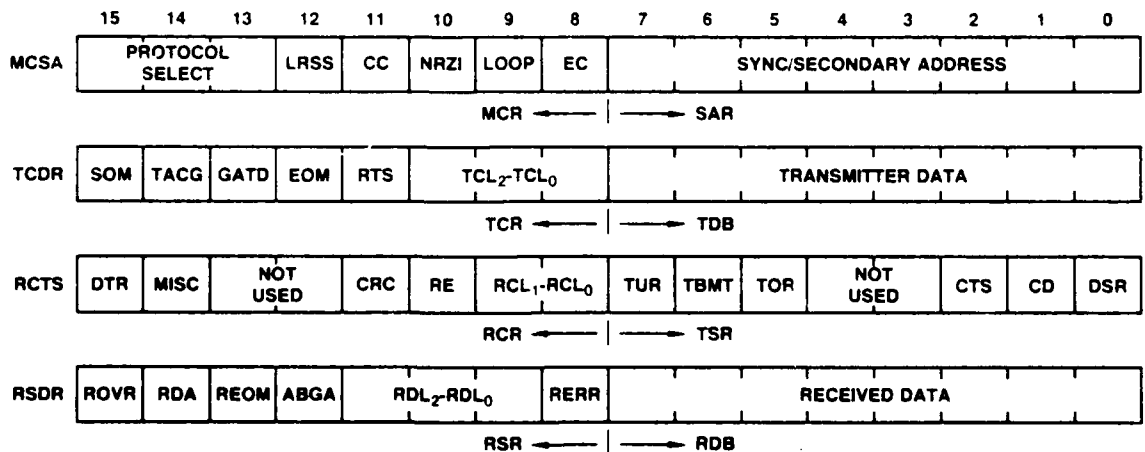 15 14 13 12 11 10 9 8 7 6 5 4 3 2 1 0
MCSA PROTOCOL SELECT LRSS CC NRZI LOOP EC SYNC/SECONDARY ADDRESS
MCR SAR
TCDR SOM TACG GATD EOM RTS TCL₂-TCL₀ TRANSMITTER DATA
TCR TDB
RCTS DTR MISC NOT USED CRC RE RCL₁-RCL₀ TUR TBMT TOR NOT USED CTS CD DSR
RCR TSR
RSDR ROVR RDA REOM ABGA RDL₂-RDL₀ RERR RECEIVED DATA
RSR RDB